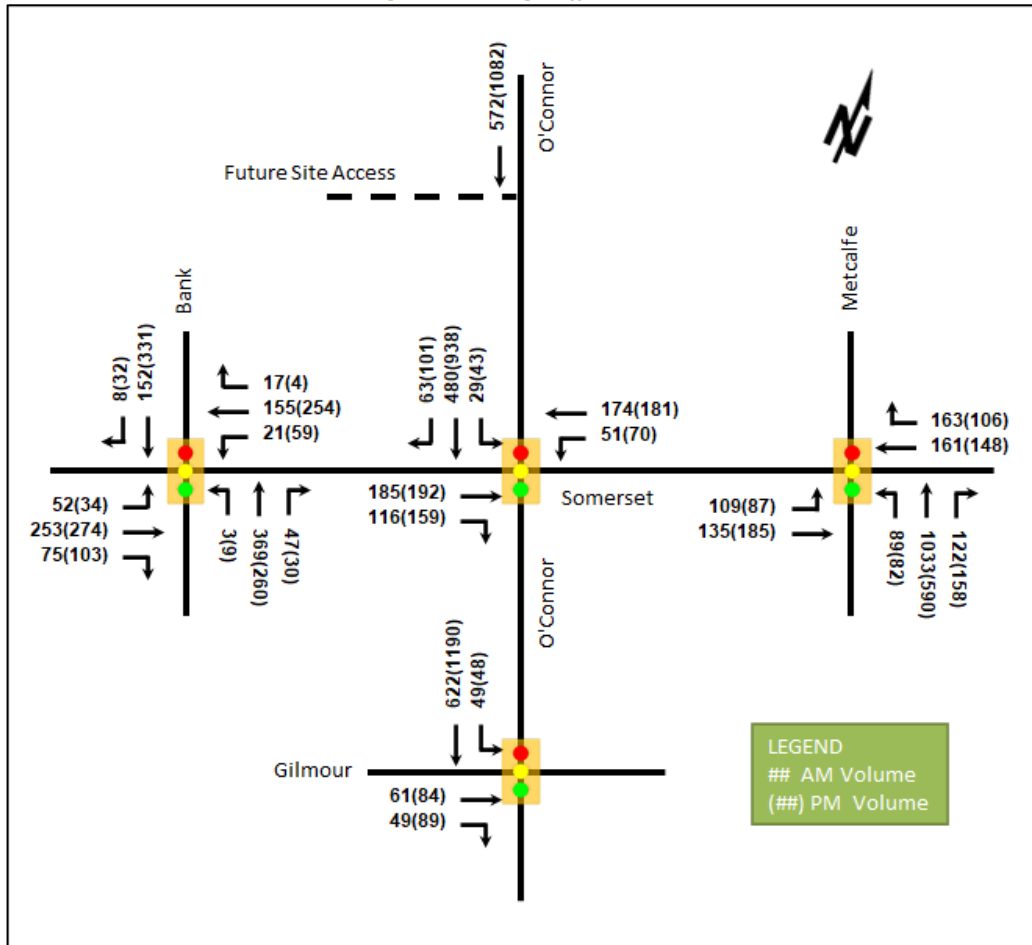 572(1082)
O'Connor
Future Site Access
N
Bank
Metcalfe
8(32)
152(331)
17(4)
155(254)
21(59)
63(101)
480(938)
29(43)
174(181)
51(70)
163(106)
161(148)
52(34)
253(274)
75(103)
3(9)
369(260)
47(30)
185(192)
116(159)
Somerset
109(87)
135(185)
89(82)
1033(590)
122(158)
O'Connor
622(1190)
49(48)
Gilmour
61(84)
49(89)
LEGEND
## AM Volume
(##) PM Volume